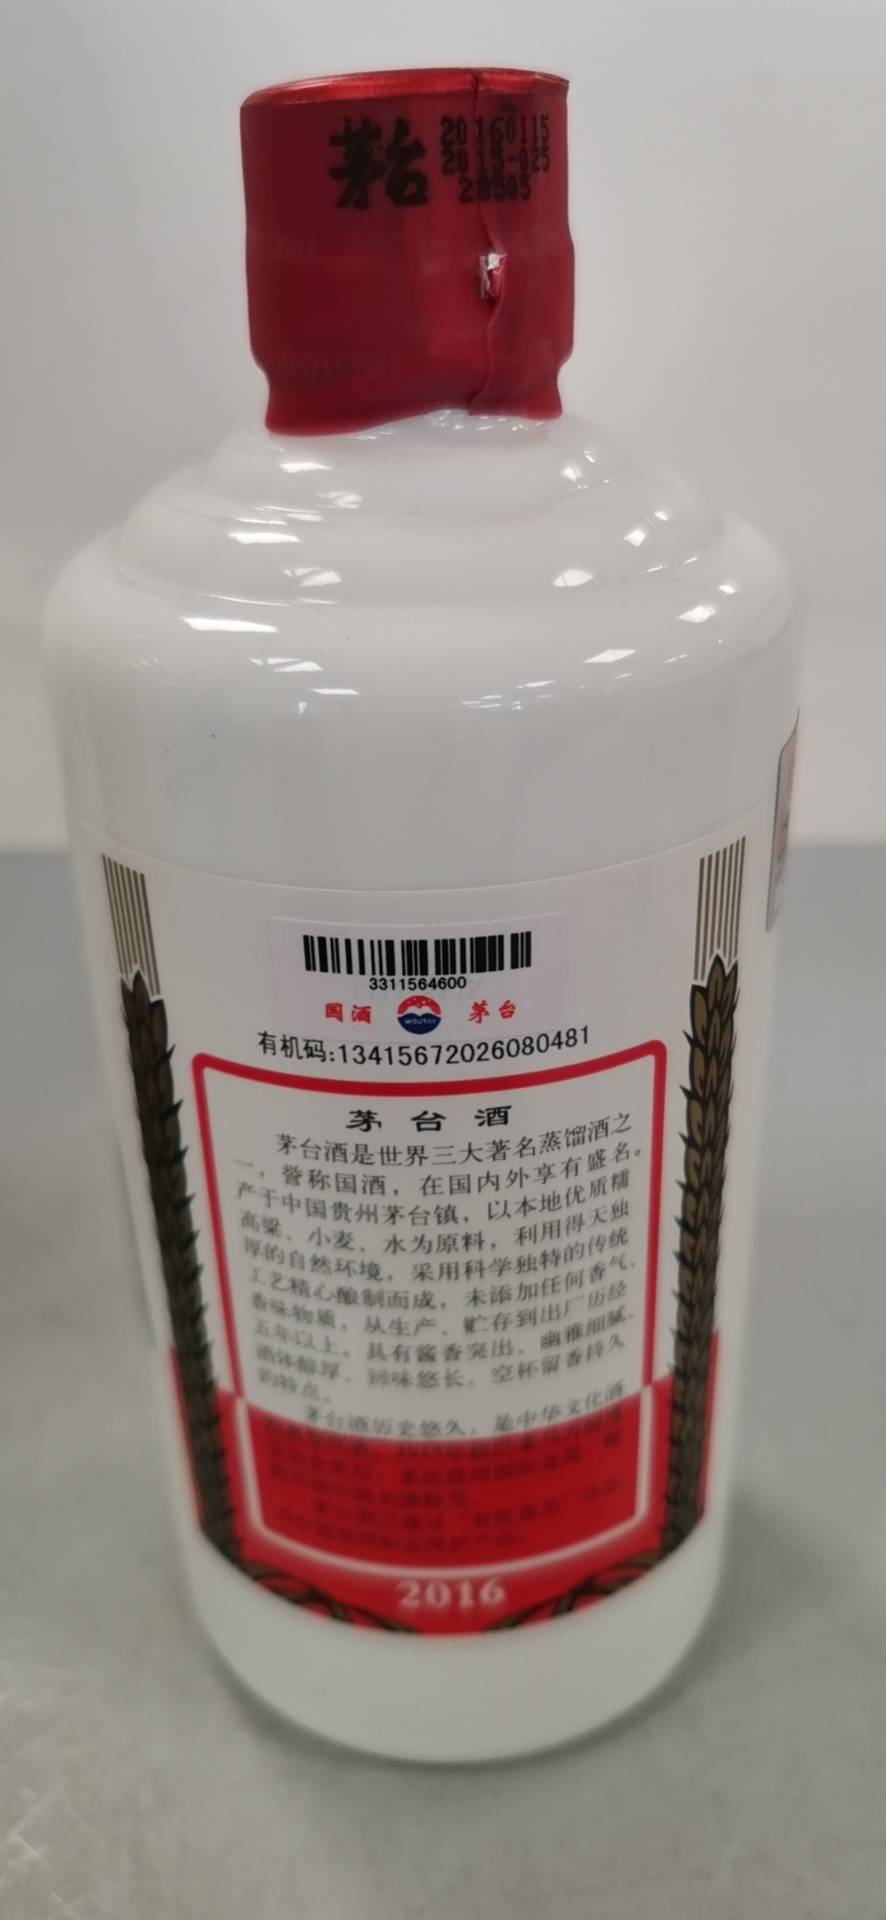 茅台
20160115
2015-025
28505
3311564600
国酒
MOUTAI
茅台
有机码:13415672026080481
茅台酒
茅台酒是世界三大著名蒸馏酒之
一，誉称国酒，在国内外享有盛名。
产于中国贵州茅台镇，以本地优质糯
高粱、小麦、水为原料，利用得天独
厚的自然环境，采用科学独特的传统
工艺精心酿制而成，未添加任何香气、
香味物质，从生产、贮存到出厂历经
五年以上。具有酱香突出、幽雅细腻、
酒体醇厚、回味悠长、空杯留香持久
的特点。
茅台酒历史悠久，是中华文化酒
2016